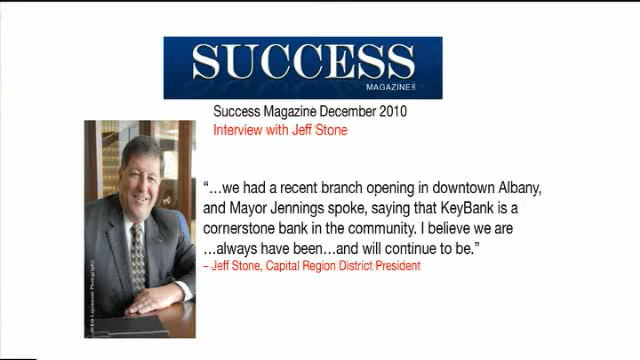 SUCCESS
MAGAZINE
Success Magazine December 2010
Interview with Jeff Stone
“…we had a recent branch opening in downtown Albany,
and Mayor Jennings spoke, saying that KeyBank is a
cornerstone bank in the community. I believe we are
…always have been…and will continue to be.”
– Jeff Stone, Capital Region District President